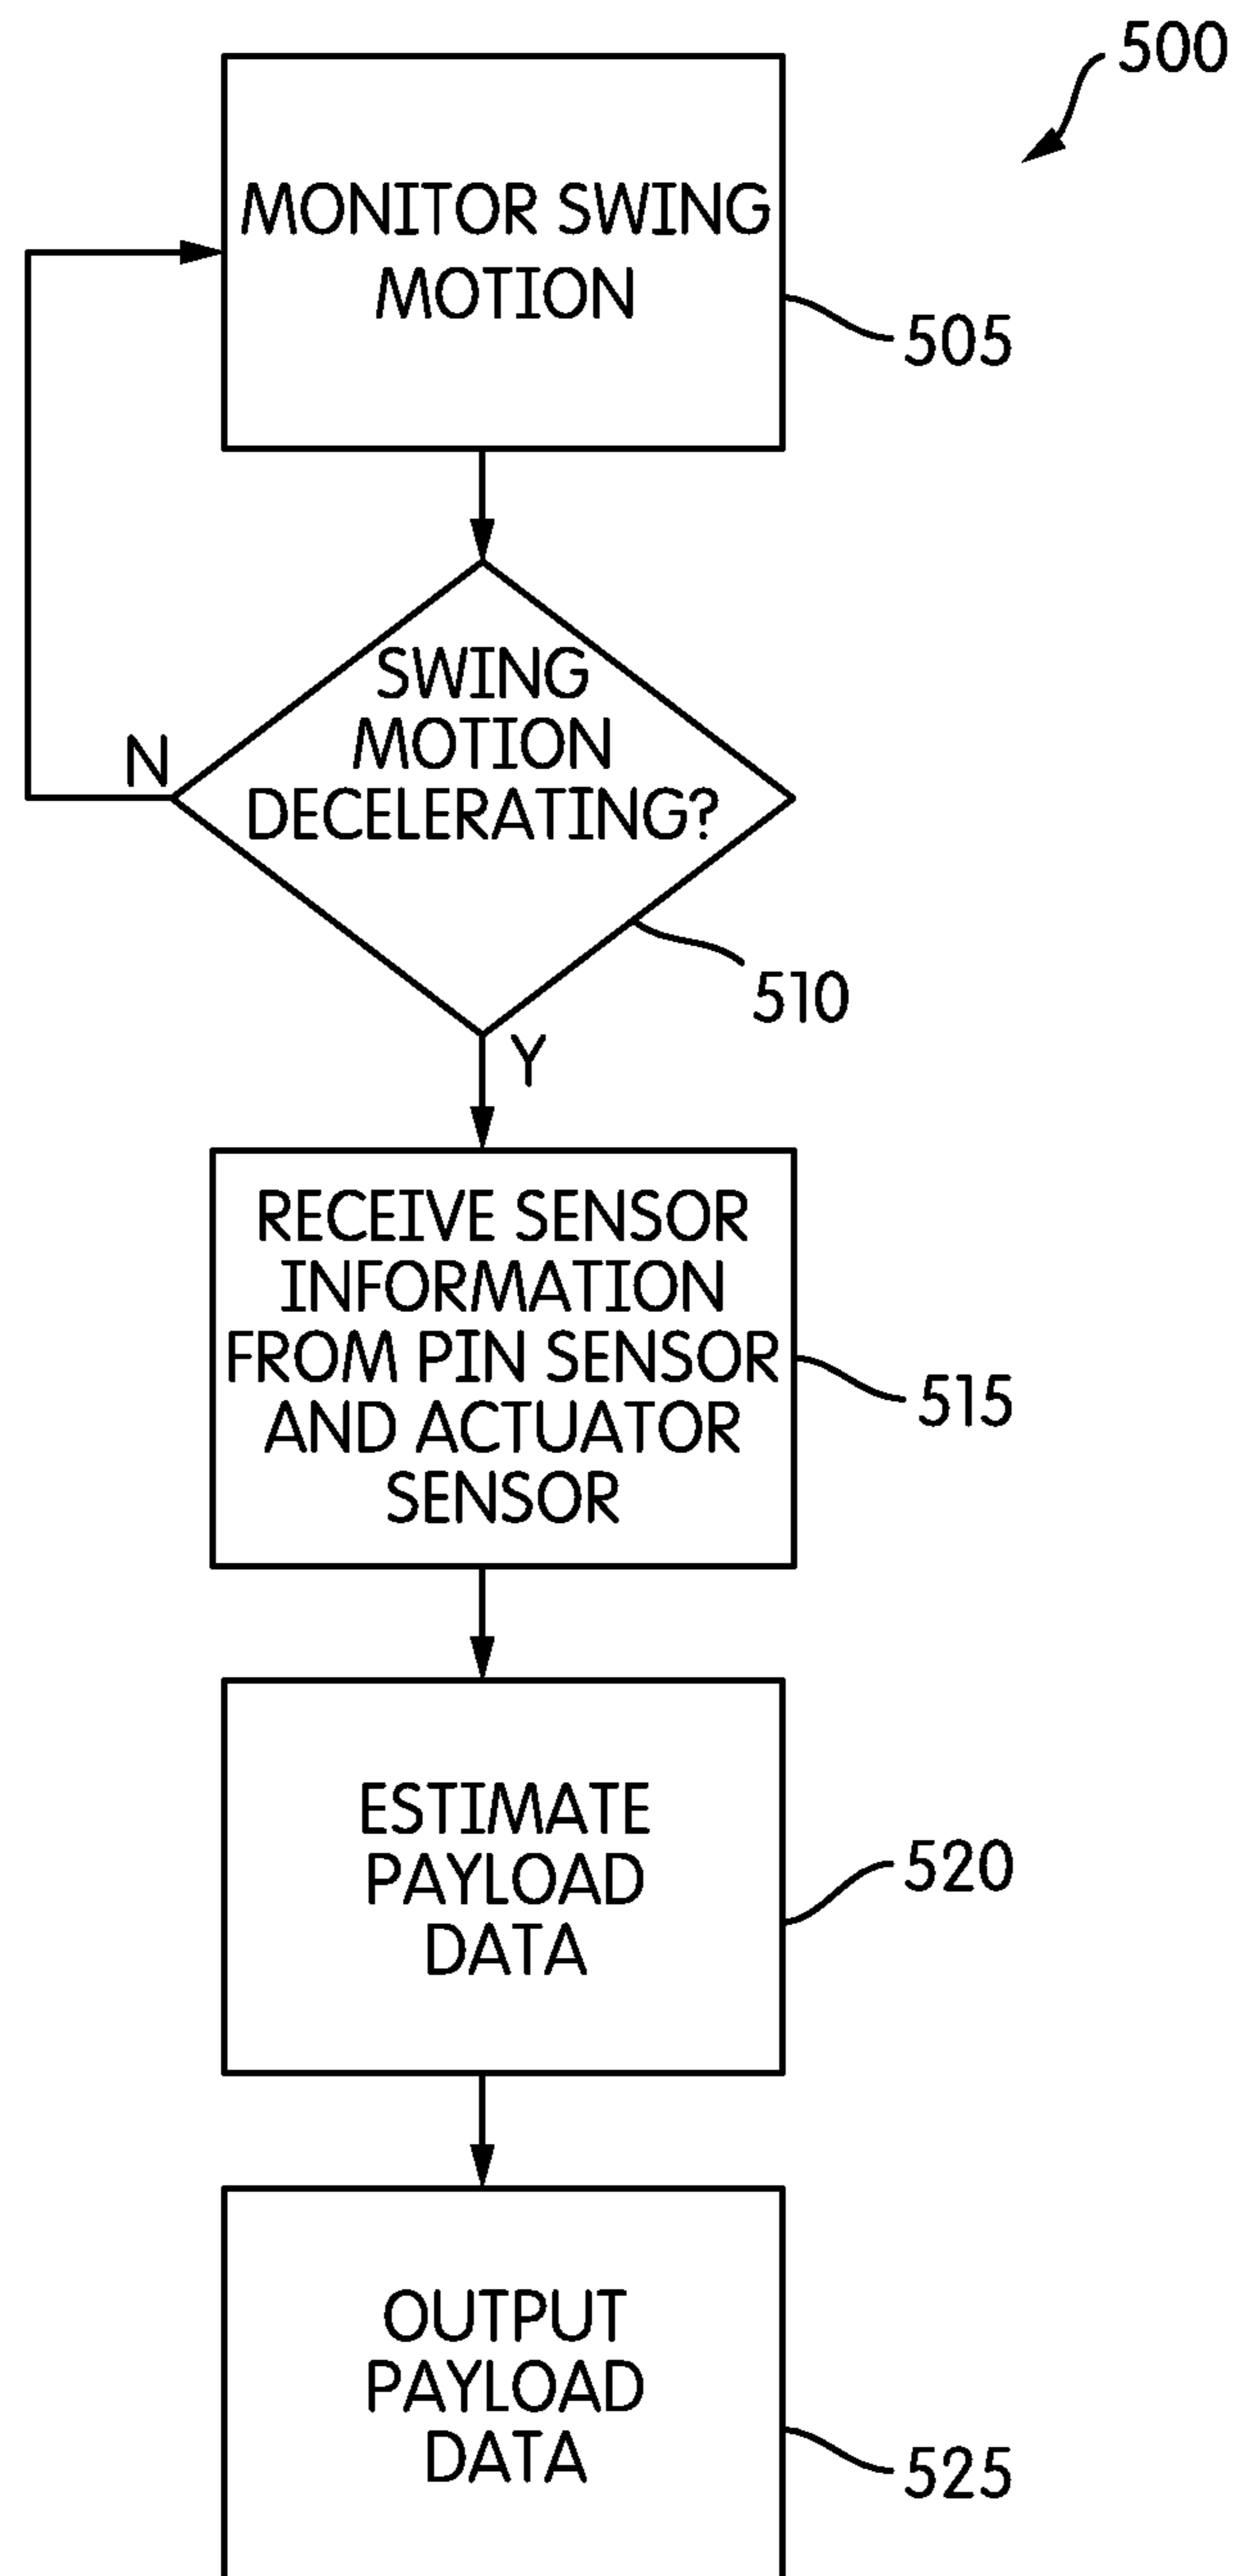 500
MONITOR SWING
MOTION
505
SWING
MOTION
DECELERATING?
N
510
Y
RECEIVE SENSOR
INFORMATION
FROM PIN SENSOR
AND ACTUATOR
SENSOR
515
ESTIMATE
PAYLOAD
DATA
520
OUTPUT
PAYLOAD
DATA
525